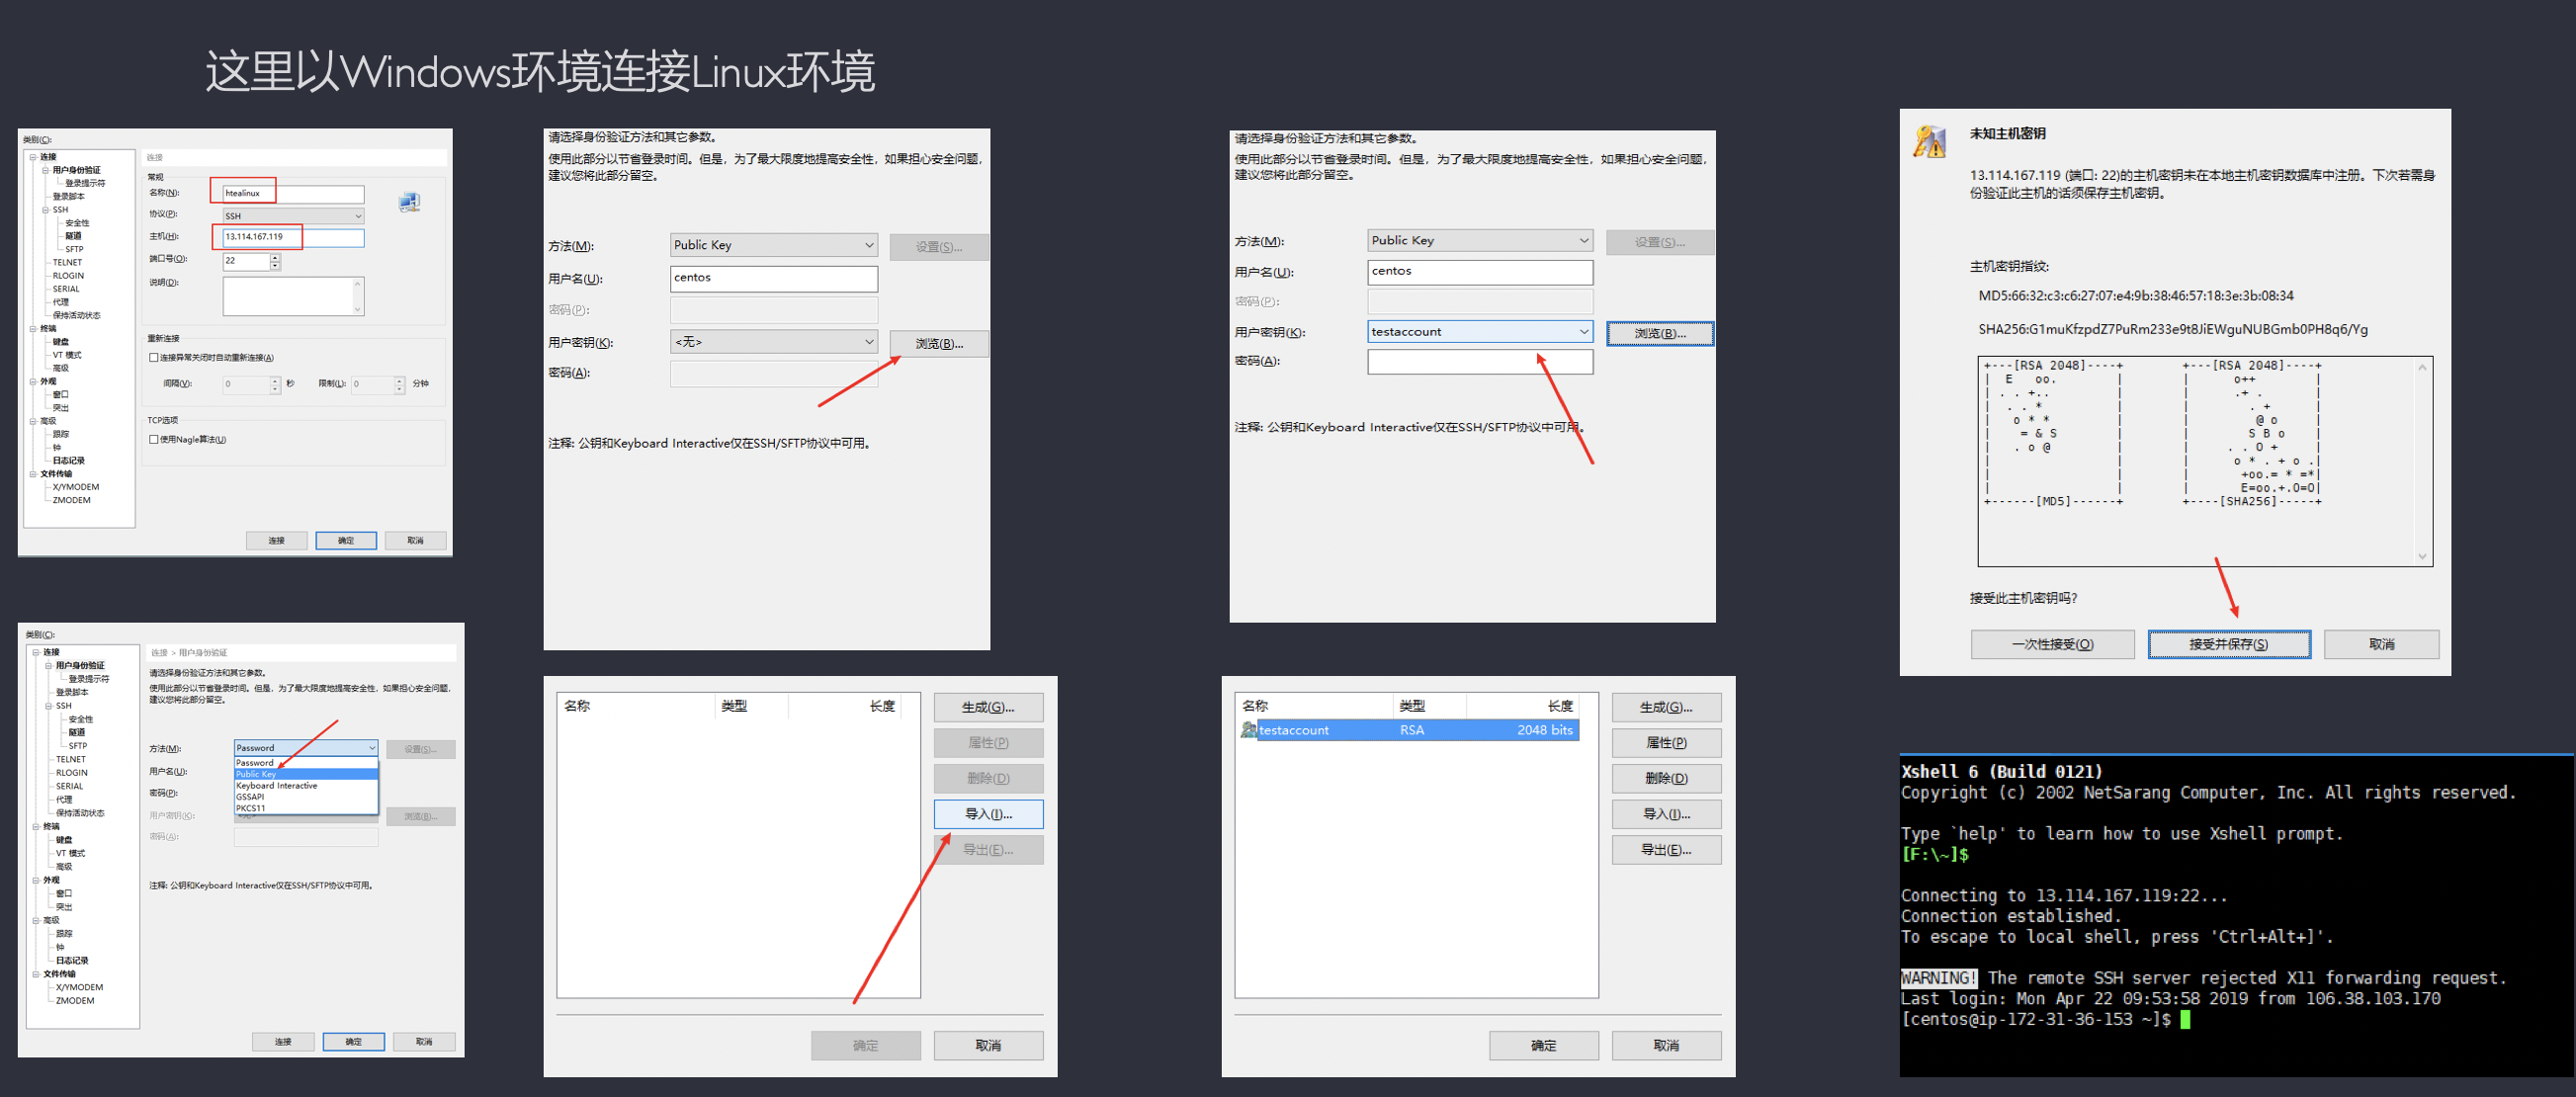 这里以Windows环境连接Linux环境
类别(C):
连接
用户身份验证
登录提示符
登录脚本
SSH
安全性
隧道
SFTP
TELNET
RLOGIN
SERIAL
代理
保持活动状态
终端
键盘
VT 模式
高级
外观
窗口
突出
高级
跟踪
钟
日志记录
文件传输
X/YMODEM
ZMODEM
连接
常规
名称(N): htealinux
协议(P): SSH
主机(H): 13.114.167.119
端口号(O): 22
说明(D):
重新连接
连接异常关闭时自动重新连接(A)
间隔(V): 0 秒 限制(L): 0 分钟
TCP选项
使用Nagle算法(U)
连接 确定 取消
类别(C):
连接
用户身份验证
登录提示符
登录脚本
SSH
安全性
隧道
SFTP
TELNET
RLOGIN
SERIAL
代理
保持活动状态
终端
键盘
VT 模式
高级
外观
窗口
突出
高级
跟踪
钟
日志记录
文件传输
X/YMODEM
ZMODEM
连接 > 用户身份验证
请选择身份验证方法和其它参数。
使用此部分以节省登录时间。但是，为了最大限度地提高安全性，如果担心安全问题，
建议您将此部分留空。
方法(M): Password 设置(S)...
Password
用户名(U): Public Key
Keyboard Interactive
密码(P): GSSAPI
PKCS11
用户密钥(K): <无> 浏览(B)...
密码(A):
注释: 公钥和Keyboard Interactive仅在SSH/SFTP协议中可用。
连接 确定 取消
请选择身份验证方法和其它参数。
使用此部分以节省登录时间。但是，为了最大限度地提高安全性，如果担心安全问题，
建议您将此部分留空。
方法(M): Public Key 设置(S)...
用户名(U): centos
密码(P):
用户密钥(K): <无> 浏览(B)...
密码(A):
注释: 公钥和Keyboard Interactive仅在SSH/SFTP协议中可用。
名称 类型 长度
生成(G)...
属性(P)
删除(D)
导入(I)...
导出(E)...
确定 取消
请选择身份验证方法和其它参数。
使用此部分以节省登录时间。但是，为了最大限度地提高安全性，如果担心安全问题，
建议您将此部分留空。
方法(M): Public Key 设置(S)...
用户名(U): centos
密码(P):
用户密钥(K): testaccount 浏览(B)...
密码(A):
注释: 公钥和Keyboard Interactive仅在SSH/SFTP协议中可用。
名称 类型 长度
testaccount RSA 2048 bits
生成(G)...
属性(P)
删除(D)
导入(I)...
导出(E)...
确定 取消
未知主机密钥
13.114.167.119 (端口: 22)的主机密钥未在本地主机密钥数据库中注册。下次若需身
份验证此主机的话须保存主机密钥。
主机密钥指纹:
MD5:66:32:c3:c6:27:07:e4:9b:38:46:57:18:3e:3b:08:34
SHA256:G1muKfzpdZ7PuRm233e9t8JiEWguNUBGmb0PH8q6/Yg
+---[RSA 2048]----+ +---[RSA 2048]----+
| E oo. | | o++ |
| . . +.. | | .+ . |
| . . * | | . + |
| o * * | | @ o |
| = & S | | S B o |
| . o @ | | . . O + |
| | | o * . + o .|
| | | +oo.= * =*|
| | | E=oo.+.O=O|
+------[MD5]------+ +----[SHA256]-----+
接受此主机密钥吗?
一次性接受(O) 接受并保存(S) 取消
Xshell 6 (Build 0121)
Copyright (c) 2002 NetSarang Computer, Inc. All rights reserved.
Type `help' to learn how to use Xshell prompt.
[F:\~]$
Connecting to 13.114.167.119:22...
Connection established.
To escape to local shell, press 'Ctrl+Alt+]'.
WARNING! The remote SSH server rejected X11 forwarding request.
Last login: Mon Apr 22 09:53:58 2019 from 106.38.103.170
[centos@ip-172-31-36-153 ~]$